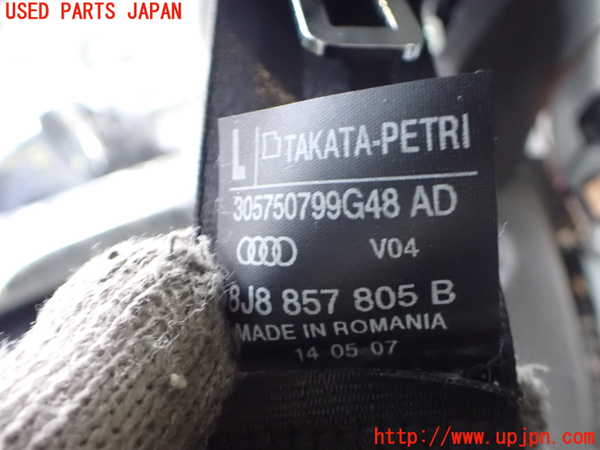 USED PARTS JAPAN
L TAKATA-PETRI
305750799G48 AD
V04
8J8 857 805 B
MADE IN ROMANIA
14 05 07
http://www.upjpn.com/